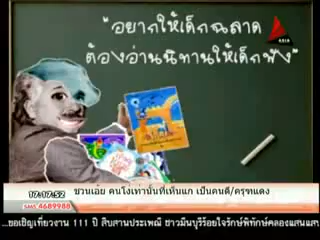 "อยากให้เด็กฉลาด
ต้องอ่านนิทานให้เด็กฟัง"
ASTV
ชวนเอ่ย คนโง่เท่านั้นที่เห็นแก เป็นคนดี/ครุฑแดง
17:17:52
SMS 4689988
...ขอเชิญเที่ยวงาน 111 ปี สืบสานประเพณี ชาวมีนบุรีร้อยใจรักษ์พิทักษ์คลองแสนแสบ